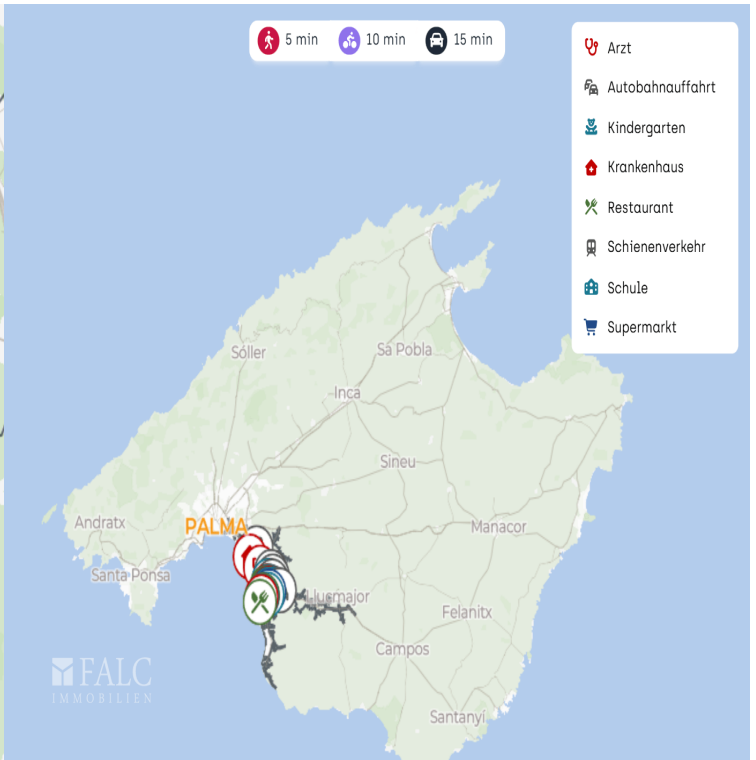 5 min
10 min
15 min
Arzt
Autobahnauffahrt
Kindergarten
Krankenhaus
Restaurant
Schienenverkehr
Schule
Supermarkt
Sóller
Sa Pobla
Inca
Sineu
Andratx
PALMA
Manacor
Santa Ponsa
Llucmajor
Felanitx
Campos
FALC
IMMOBILIEN
Santanyí